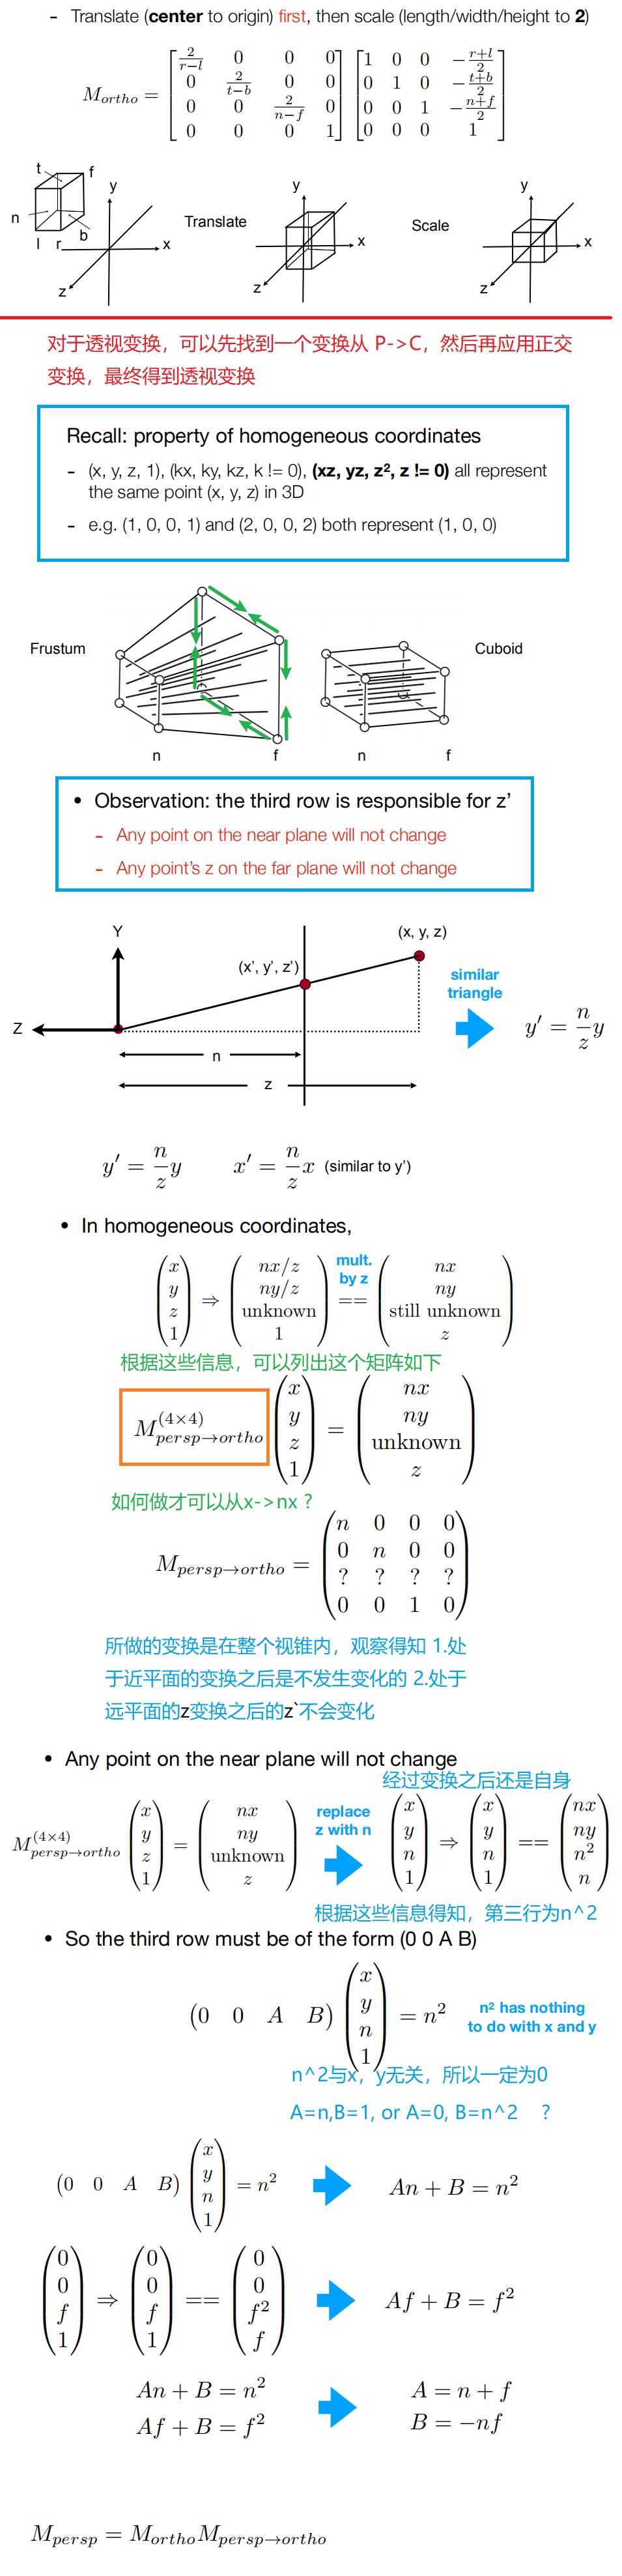 - Translate (center to origin) first, then scale (length/width/height to 2)
M_{ortho} = \begin{bmatrix} \frac{2}{r-l} & 0 & 0 & 0 \\ 0 & \frac{2}{t-b} & 0 & 0 \\ 0 & 0 & \frac{2}{n-f} & 0 \\ 0 & 0 & 0 & 1 \end{bmatrix} \begin{bmatrix} 1 & 0 & 0 & -\frac{r+l}{2} \\ 0 & 1 & 0 & -\frac{t+b}{2} \\ 0 & 0 & 1 & -\frac{n+f}{2} \\ 0 & 0 & 0 & 1 \end{bmatrix}
t f n l r b y x z
Translate y x z
Scale y x z
对于透视变换，可以先找到一个变换从 P->C，然后再应用正交
变换，最终得到透视变换
Recall: property of homogeneous coordinates
- (x, y, z, 1), (kx, ky, kz, k != 0), (xz, yz, z², z != 0) all represent
the same point (x, y, z) in 3D
- e.g. (1, 0, 0, 1) and (2, 0, 0, 2) both represent (1, 0, 0)
Frustum
Cuboid
n f n f
• Observation: the third row is responsible for z’
- Any point on the near plane will not change
- Any point’s z on the far plane will not change
Y
(x, y, z)
(x’, y’, z’)
similar
triangle
Z
y' = \frac{n}{z}y
n
z
y' = \frac{n}{z}y x' = \frac{n}{z}x (similar to y’)
• In homogeneous coordinates,
\begin{pmatrix} x \\ y \\ z \\ 1 \end{pmatrix} ⇒ \begin{pmatrix} nx/z \\ ny/z \\ unknown \\ 1 \end{pmatrix} mult. by z == \begin{pmatrix} nx \\ ny \\ still unknown \\ z \end{pmatrix}
根据这些信息，可以列出这个矩阵如下
M_{persp→ortho}^{(4×4)} \begin{pmatrix} x \\ y \\ z \\ 1 \end{pmatrix} = \begin{pmatrix} nx \\ ny \\ unknown \\ z \end{pmatrix}
如何做才可以从x->nx ?
M_{persp→ortho} = \begin{pmatrix} n & 0 & 0 & 0 \\ 0 & n & 0 & 0 \\ ? & ? & ? & ? \\ 0 & 0 & 1 & 0 \end{pmatrix}
所做的变换是在整个视锥内，观察得知 1.处
于近平面的变换之后是不发生变化的 2.处于
远平面的z变换之后的z`不会变化
• Any point on the near plane will not change
经过变换之后还是自身
M_{persp→ortho}^{(4×4)} \begin{pmatrix} x \\ y \\ z \\ 1 \end{pmatrix} = \begin{pmatrix} nx \\ ny \\ unknown \\ z \end{pmatrix} replace z with n \begin{pmatrix} x \\ y \\ n \\ 1 \end{pmatrix} ⇒ \begin{pmatrix} x \\ y \\ n \\ 1 \end{pmatrix} == \begin{pmatrix} nx \\ ny \\ n^2 \\ n \end{pmatrix}
根据这些信息得知，第三行为n^2
• So the third row must be of the form (0 0 A B)
(0 0 A B) \begin{pmatrix} x \\ y \\ n \\ 1 \end{pmatrix} = n^2 n² has nothing to do with x and y
n^2与x，y无关，所以一定为0
A=n,B=1, or A=0, B=n^2 ?
(0 0 A B) \begin{pmatrix} x \\ y \\ n \\ 1 \end{pmatrix} = n^2 An + B = n^2
\begin{pmatrix} 0 \\ 0 \\ f \\ 1 \end{pmatrix} ⇒ \begin{pmatrix} 0 \\ 0 \\ f \\ 1 \end{pmatrix} == \begin{pmatrix} 0 \\ 0 \\ f^2 \\ f \end{pmatrix} Af + B = f^2
An + B = n^2 A = n + f
Af + B = f^2 B = -nf
M_{persp} = M_{ortho}M_{persp→ortho}